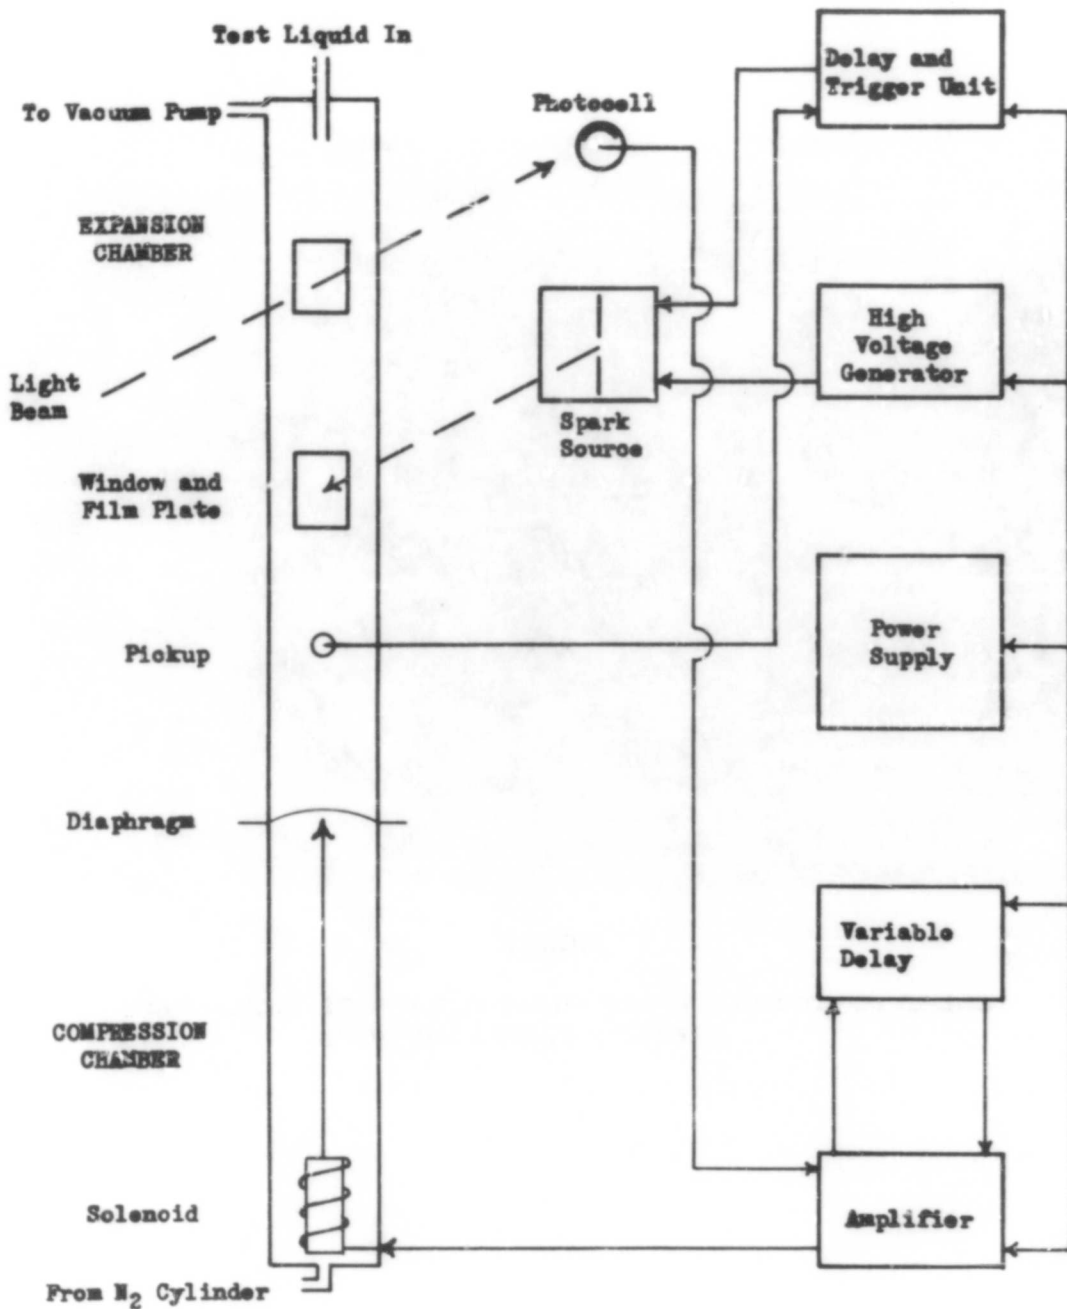 Test Liquid In
To Vacuum Pump
Photocell
Delay and
Trigger Unit
EXPANSION
CHAMBER
High
Voltage
Generator
Light
Beam
Spark
Source
Window and
Film Plate
Pickup
Power
Supply
Diaphragm
Variable
Delay
COMPRESSION
CHAMBER
Solenoid
Amplifier
From N₂ Cylinder